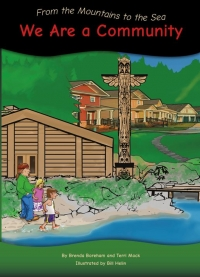 From the Mountains to the Sea
We Are a Community
By Brenda Boreham and Terri Mack
Illustrated by Bill Helin